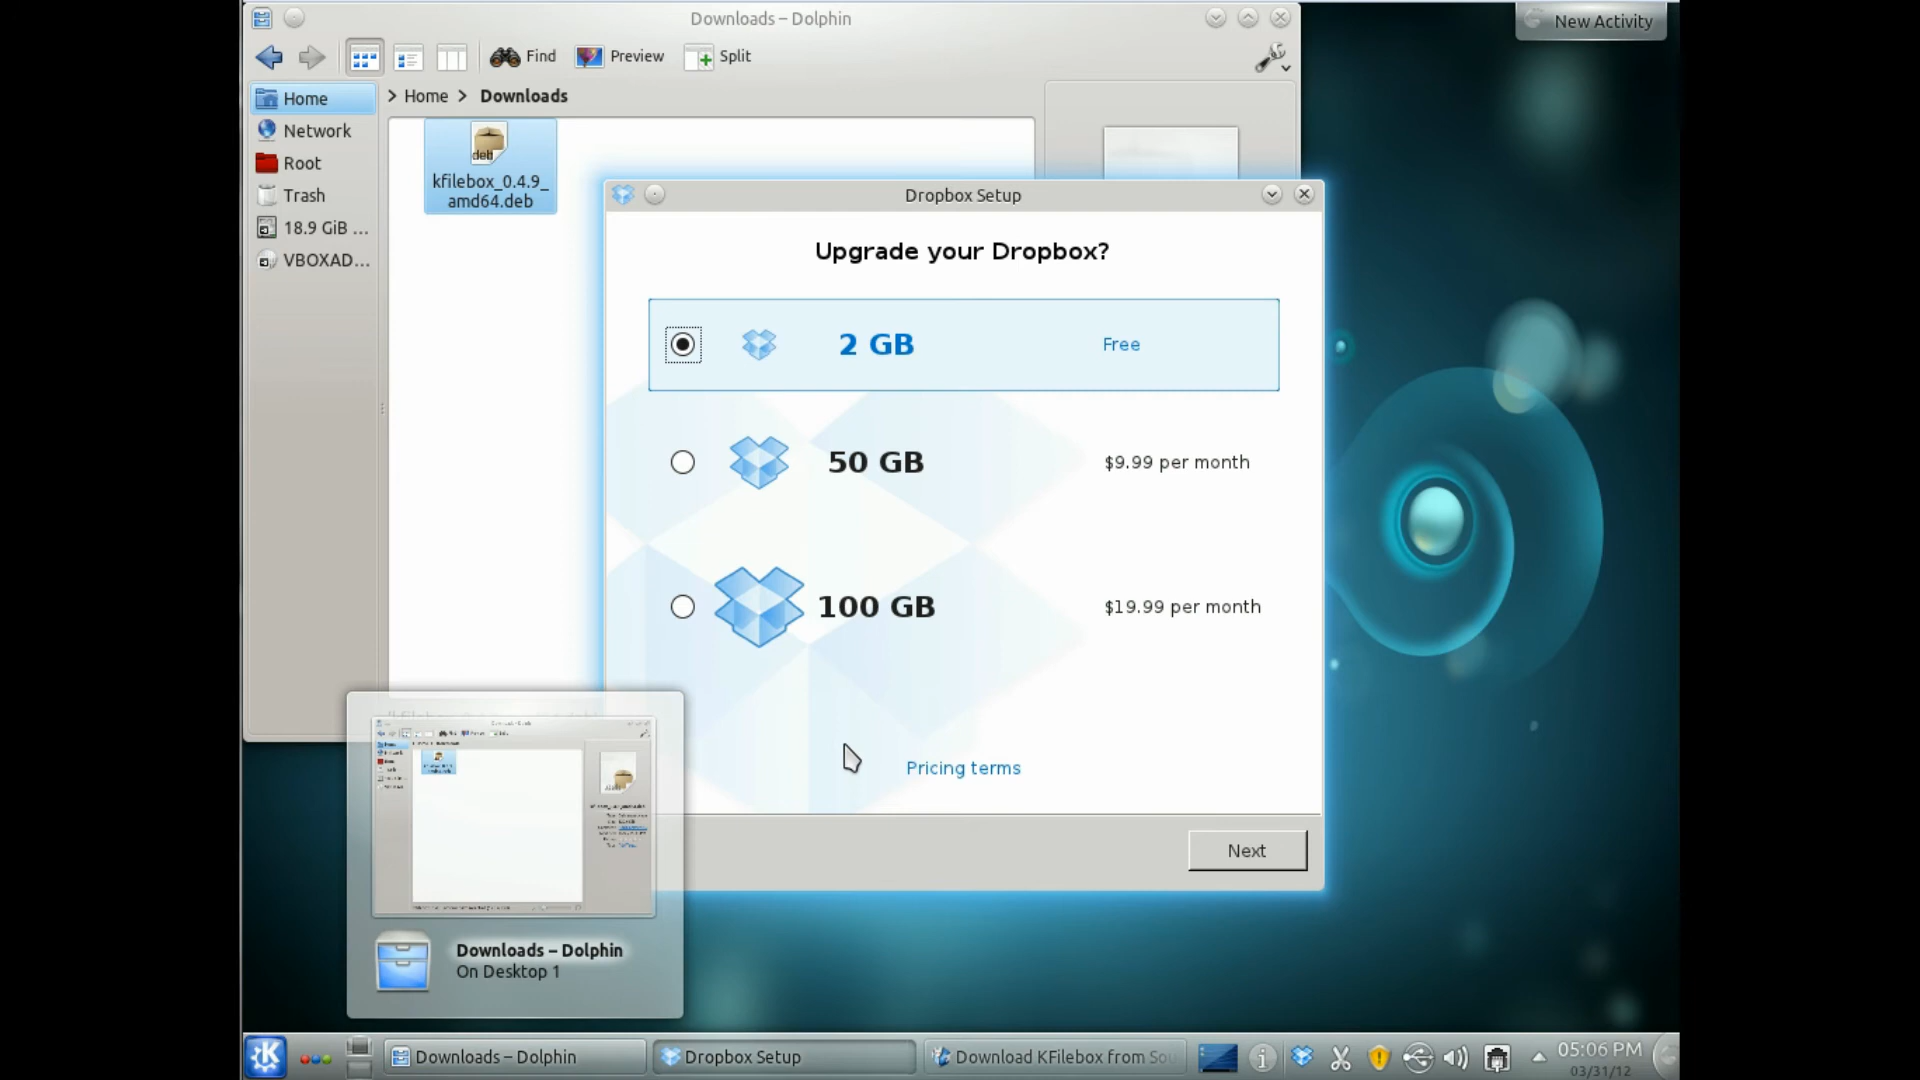 Downloads – Dolphin
New Activity
Find
Preview
Split
Home
> Home > Downloads
Network
Root
Trash
18.9 GiB ...
VBOXAD...
deb
kfilebox_0.4.9_
amd64.deb
Dropbox Setup
Upgrade your Dropbox?
2 GB
Free
50 GB
$9.99 per month
100 GB
$19.99 per month
Pricing terms
Next
Downloads – Dolphin
On Desktop 1
Downloads – Dolphin
Dropbox Setup
Download KFilebox from Sou
05:06 PM
03/31/12